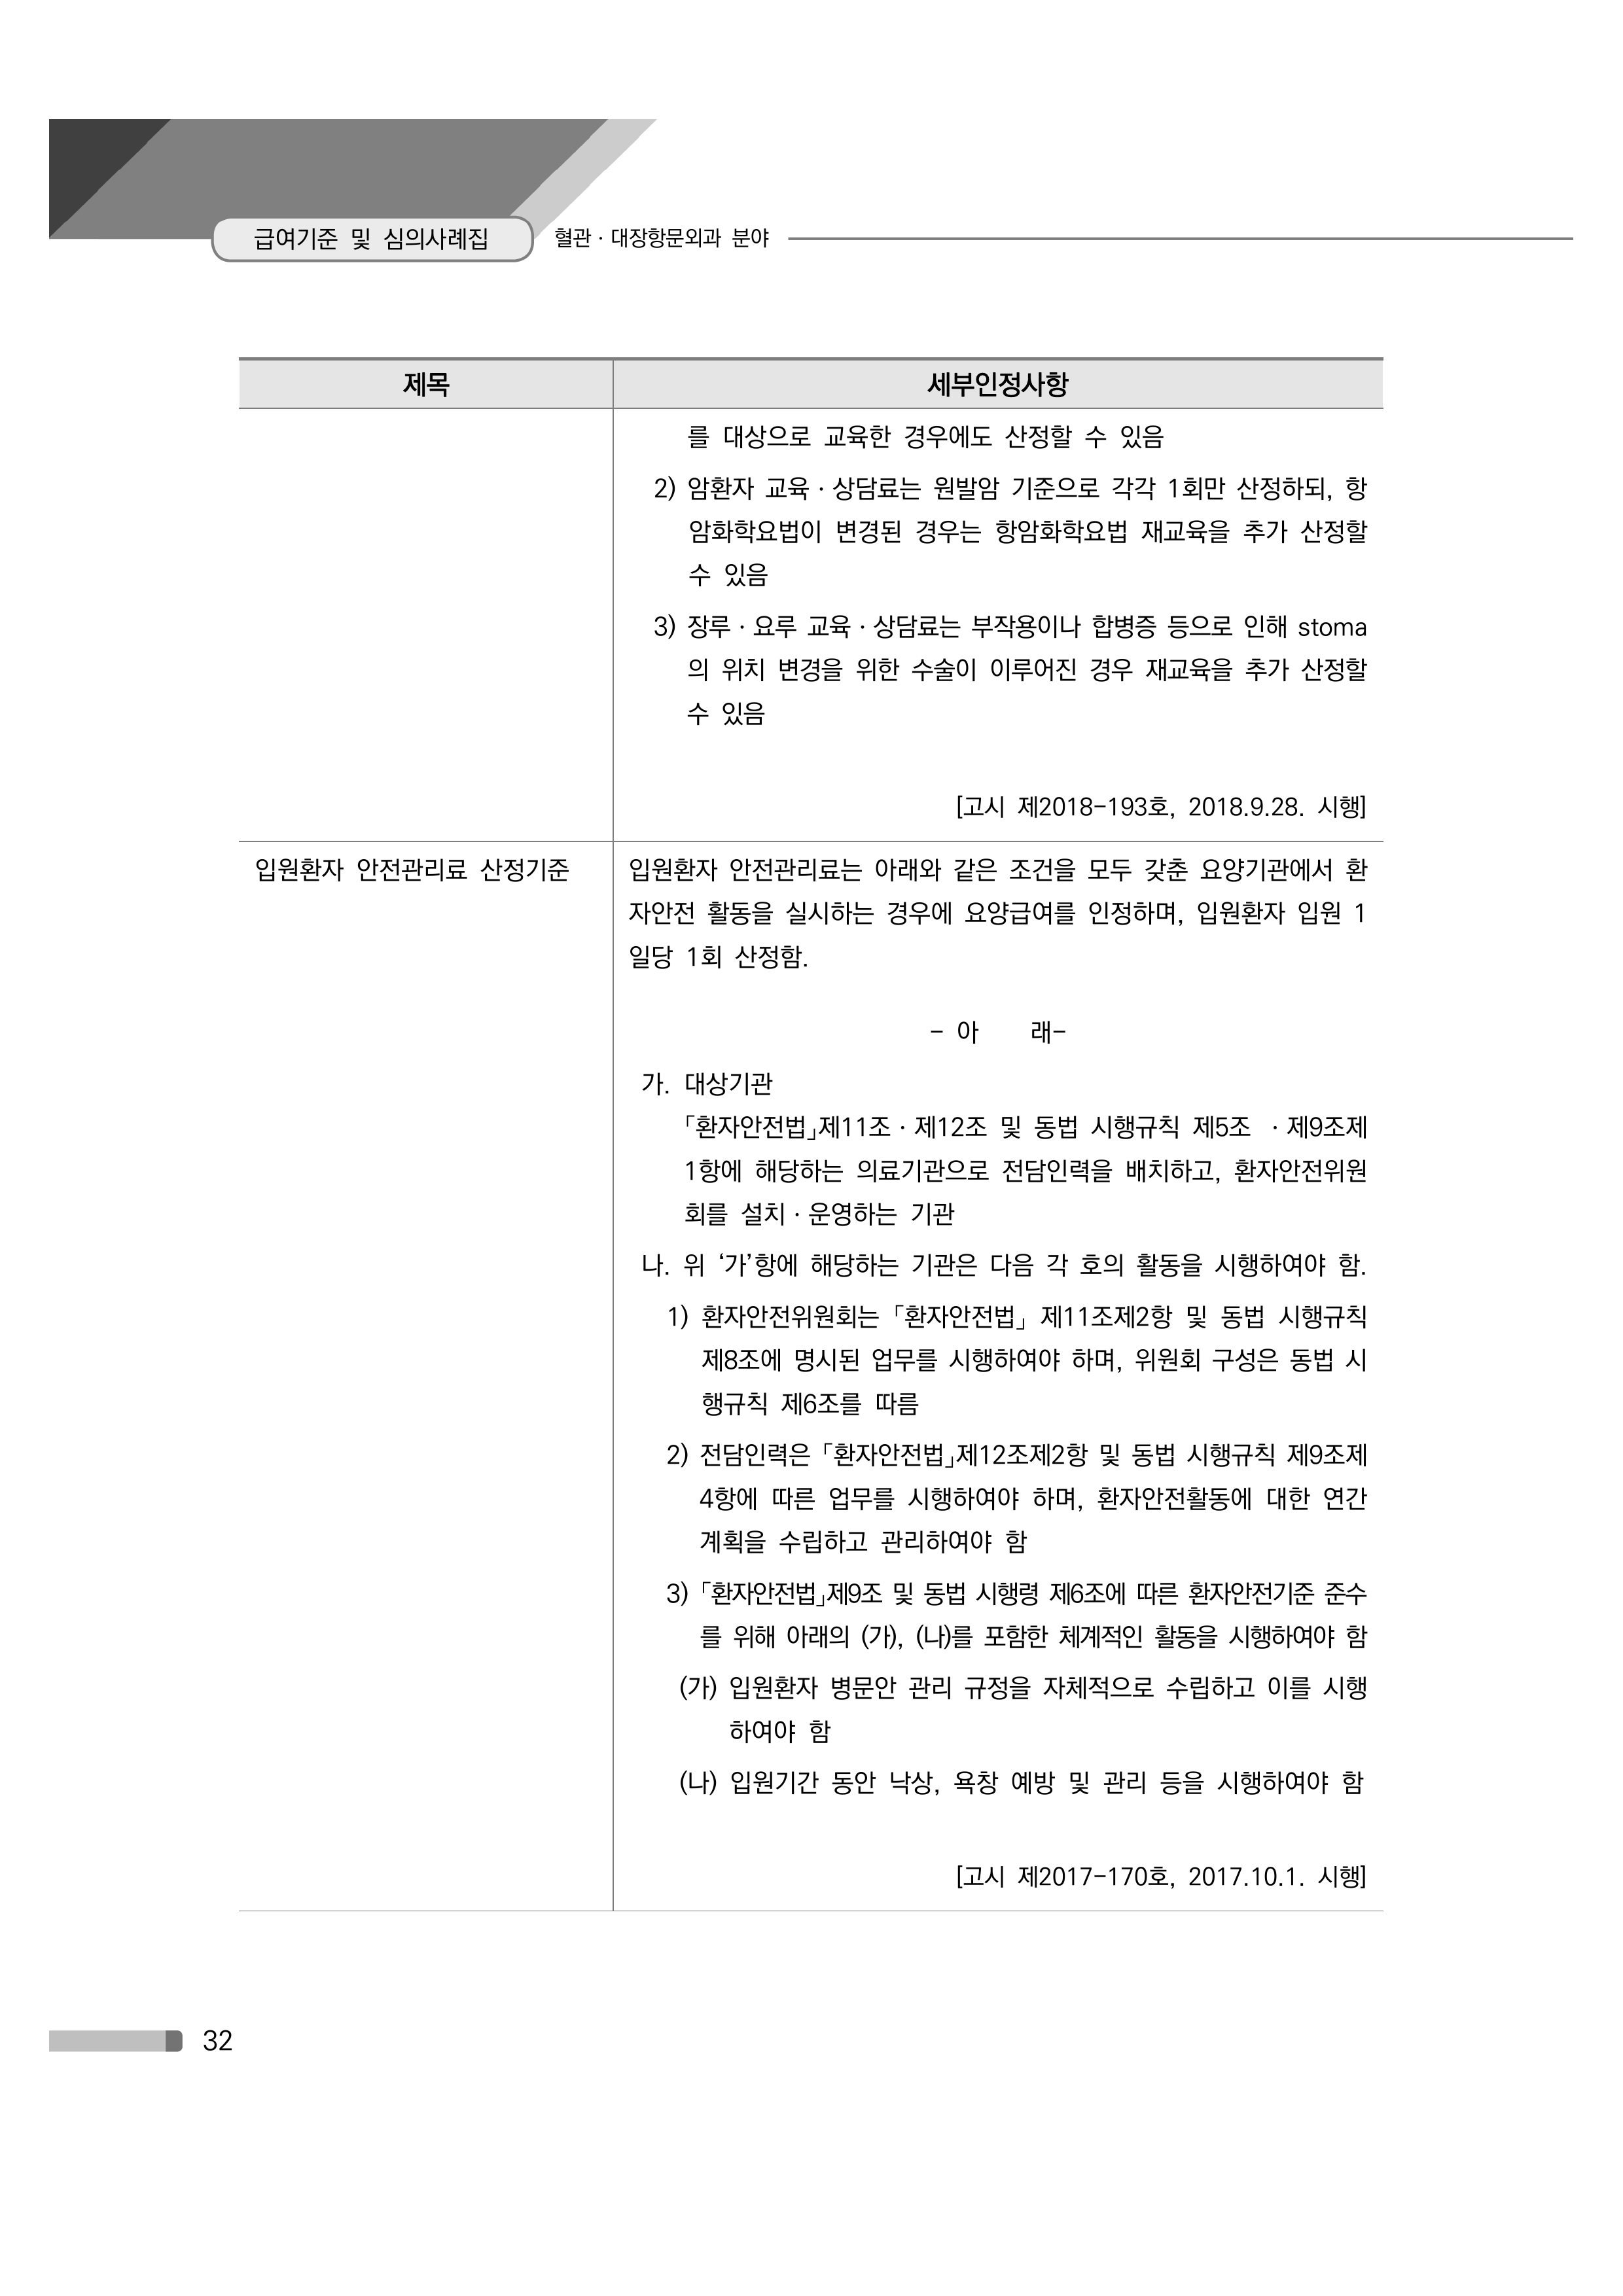 급여기준 및 심의사례집
혈관·대장항문외과 분야
제목
세부인정사항
를 대상으로 교육한 경우에도 산정할 수 있음
2) 암환자 교육·상담료는 원발암 기준으로 각각 1회만 산정하되, 항
암화학요법이 변경된 경우는 항암화학요법 재교육을 추가 산정할
수 있음
3) 장루·요루 교육·상담료는 부작용이나 합병증 등으로 인해 stoma
의 위치 변경을 위한 수술이 이루어진 경우 재교육을 추가 산정할
수 있음
[고시 제2018-193호, 2018.9.28. 시행]
입원환자 안전관리료 산정기준
입원환자 안전관리료는 아래와 같은 조건을 모두 갖춘 요양기관에서 환
자안전 활동을 실시하는 경우에 요양급여를 인정하며, 입원환자 입원 1
일당 1회 산정함.
- 아 래-
가. 대상기관
「환자안전법」제11조·제12조 및 동법 시행규칙 제5조 ·제9조제
1항에 해당하는 의료기관으로 전담인력을 배치하고, 환자안전위원
회를 설치·운영하는 기관
나. 위 ‘가’항에 해당하는 기관은 다음 각 호의 활동을 시행하여야 함.
1) 환자안전위원회는 「환자안전법」 제11조제2항 및 동법 시행규칙
제8조에 명시된 업무를 시행하여야 하며, 위원회 구성은 동법 시
행규칙 제6조를 따름
2) 전담인력은 「환자안전법」제12조제2항 및 동법 시행규칙 제9조제
4항에 따른 업무를 시행하여야 하며, 환자안전활동에 대한 연간
계획을 수립하고 관리하여야 함
3) 「환자안전법」제9조 및 동법 시행령 제6조에 따른 환자안전기준 준수
를 위해 아래의 (가), (나)를 포함한 체계적인 활동을 시행하여야 함
(가) 입원환자 병문안 관리 규정을 자체적으로 수립하고 이를 시행
하여야 함
(나) 입원기간 동안 낙상, 욕창 예방 및 관리 등을 시행하여야 함
[고시 제2017-170호, 2017.10.1. 시행]
32